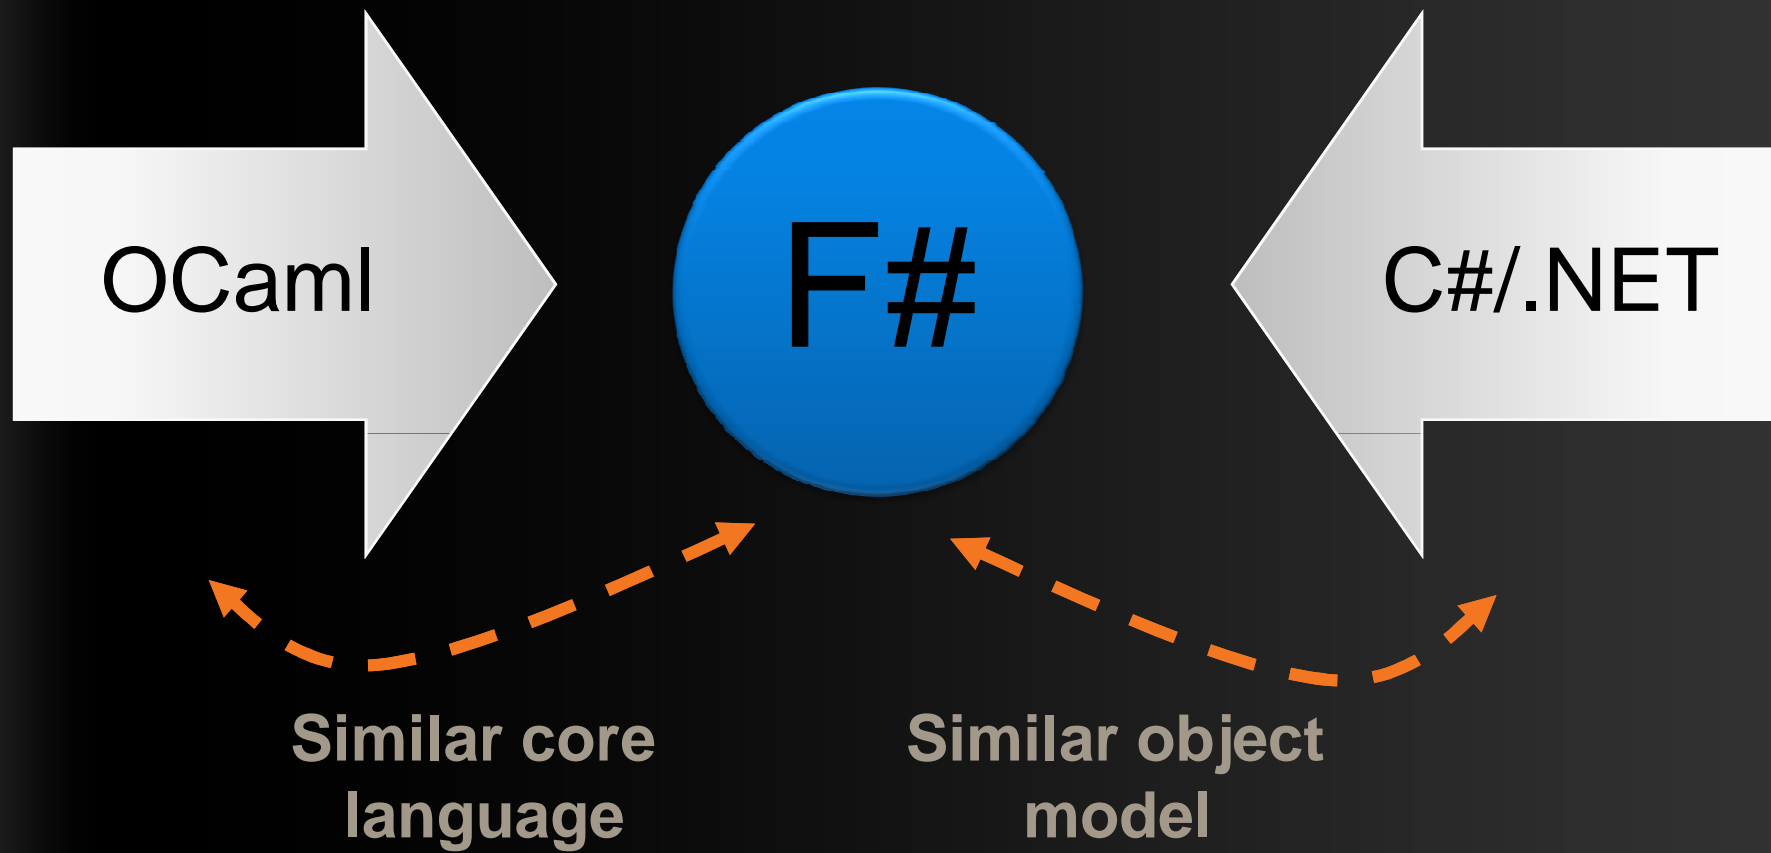 OCaml
F#
C#/.NET
Similar core
language
Similar object
model